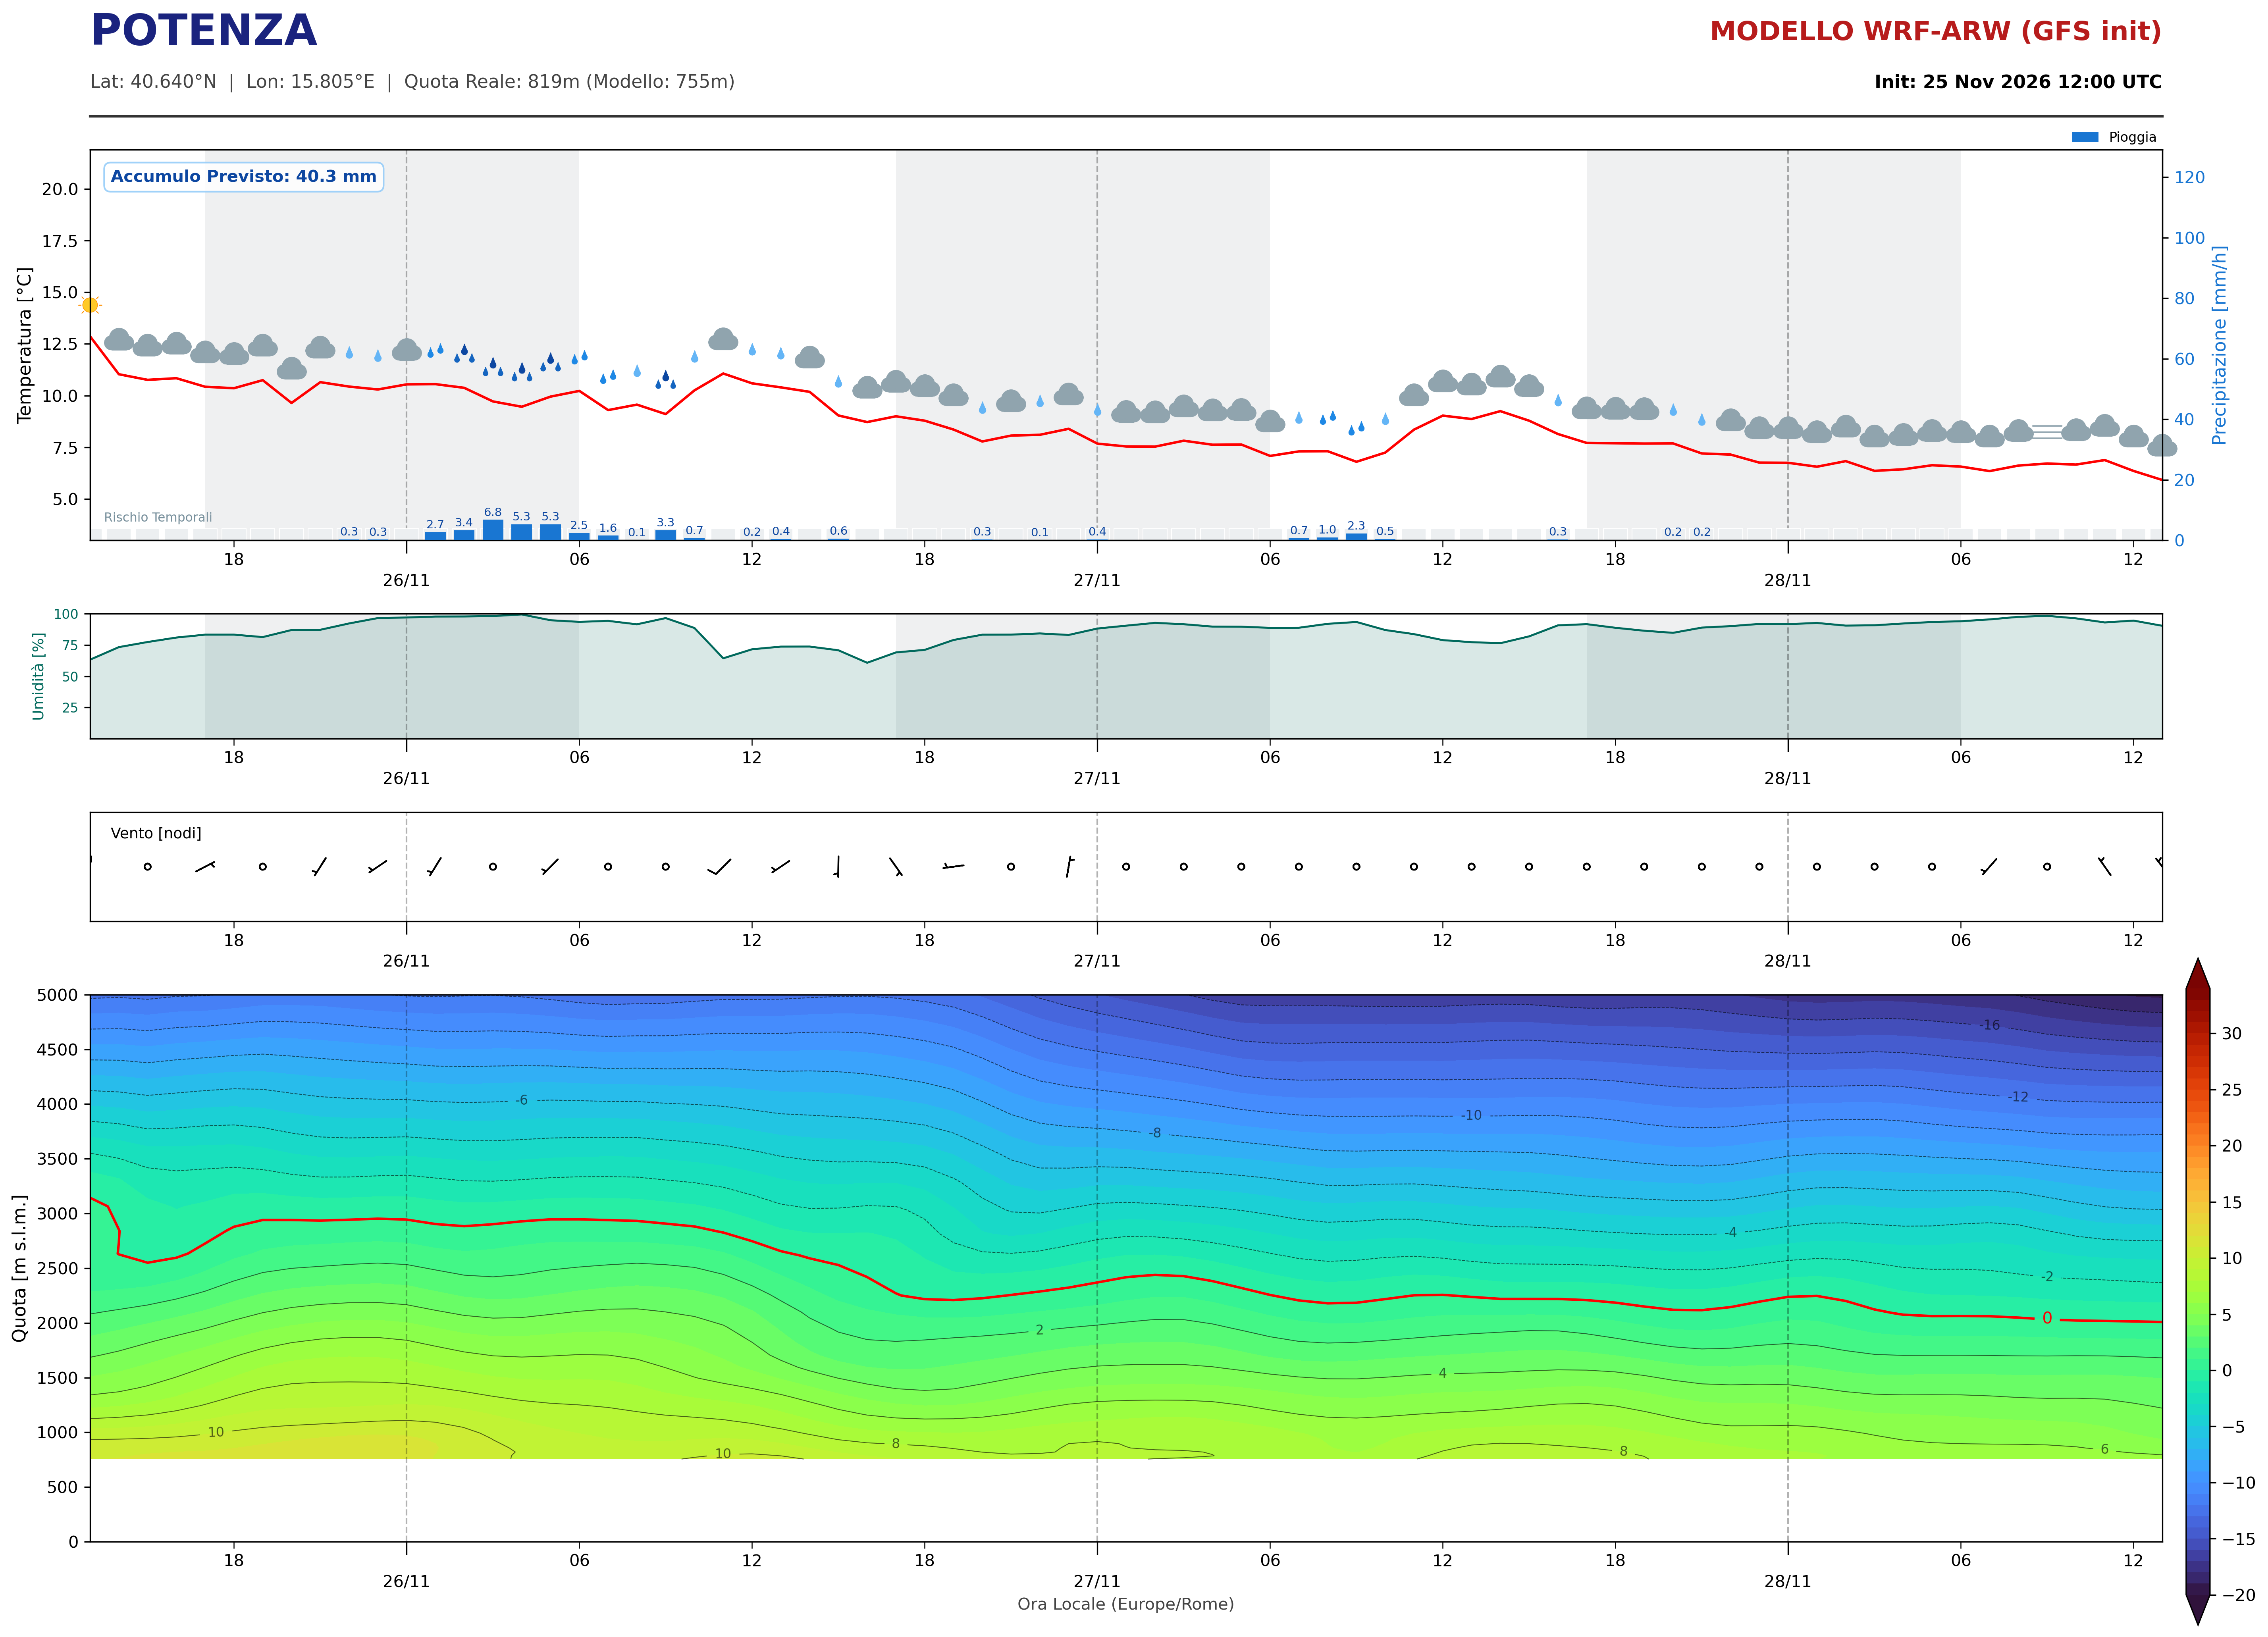 POTENZA
MODELLO WRF-ARW (GFS init)
Lat: 40.640°N | Lon: 15.805°E | Quota Reale: 819m (Modello: 755m)
Init: 25 Nov 2026 12:00 UTC
Pioggia
Accumulo Previsto: 40.3 mm
Temperatura [°C]
20.0
17.5
15.0
12.5
10.0
7.5
5.0
Precipitazione [mm/h]
120
100
80
60
40
20
0
Rischio Temporali
0.3 0.3 2.7 3.4 6.8 5.3 5.3 2.5 1.6 0.1 3.3 0.7 0.2 0.4 0.6 0.3 0.1 0.4 0.7 1.0 2.3 0.5 0.3 0.2 0.2
18 06 12 18 06 12 18 06 12
26/11 27/11 28/11
Umidità [%]
100
75
50
25
18 06 12 18 06 12 18 06 12
26/11 27/11 28/11
Vento [nodi]
18 06 12 18 06 12 18 06 12
26/11 27/11 28/11
Quota [m s.l.m.]
5000
4500
4000
3500
3000
2500
2000
1500
1000
500
0
-16
-12
-6
-10
-8
-4
-2
0
2
4
10
8
10
8
6
30
25
20
15
10
5
0
−5
−10
−15
−20
18 06 12 18 06 12 18 06 12
26/11 27/11 28/11
Ora Locale (Europe/Rome)